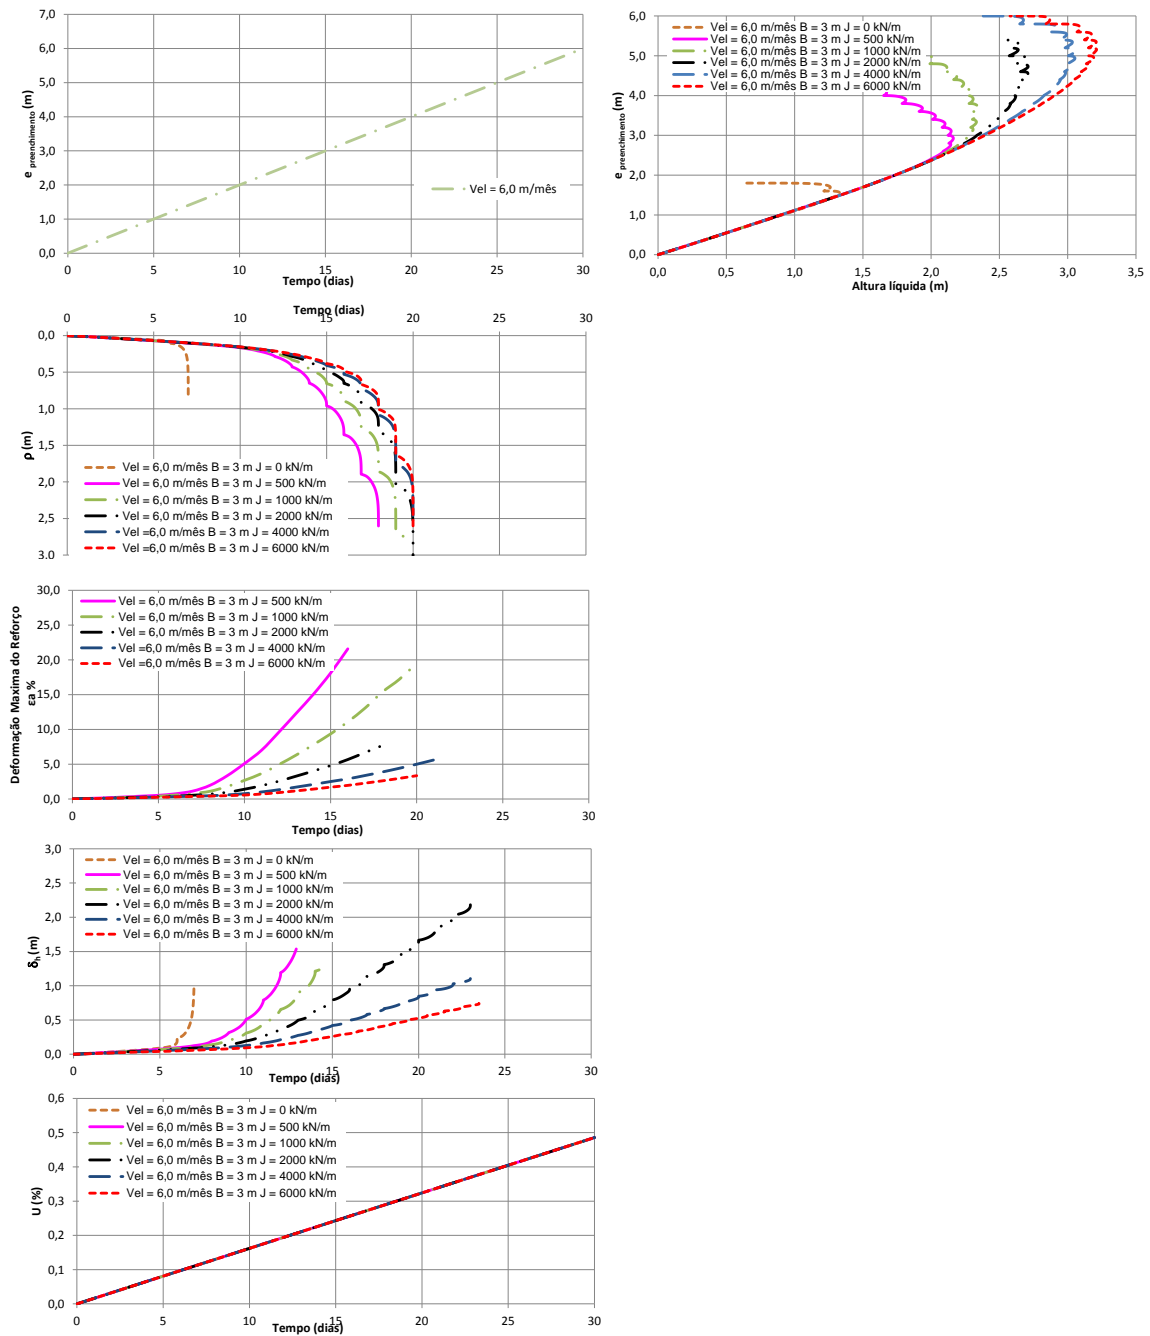 7,0
6,0
5,0
4,0
3,0
2,0
1,0
0,0
e preenchimento (m)
Vel = 6,0 m/mês
0 5 10 15 20 25 30
Tempo (dias)
6,0
5,0
4,0
3,0
2,0
1,0
0,0
e preenchimento (m)
Vel = 6,0 m/mês B = 3 m J = 0 kN/m
Vel = 6,0 m/mês B = 3 m J = 500 kN/m
Vel = 6,0 m/mês B = 3 m J = 1000 kN/m
Vel = 6,0 m/mês B = 3 m J = 2000 kN/m
Vel = 6,0 m/mês B = 3 m J = 4000 kN/m
Vel = 6,0 m/mês B = 3 m J = 6000 kN/m
0,0 0,5 1,0 1,5 2,0 2,5 3,0 3,5
Altura líquida (m)
Tempo (dias)
0 5 10 15 20 25 30
0,0
0,5
1,0
1,5
2,0
2,5
3,0
ρ (m)
Vel = 6,0 m/mês B = 3 m J = 0 kN/m
Vel = 6,0 m/mês B = 3 m J = 500 kN/m
Vel = 6,0 m/mês B = 3 m J = 1000 kN/m
Vel = 6,0 m/mês B = 3 m J = 2000 kN/m
Vel =6,0 m/mês B = 3 m J = 4000 kN/m
Vel = 6,0 m/mês B = 3 m J = 6000 kN/m
30,0
25,0
20,0
15,0
10,0
5,0
0,0
Deformação Maxima do Reforço
εa %
Vel = 6,0 m/mês B = 3 m J = 500 kN/m
Vel = 6,0 m/mês B = 3 m J = 1000 kN/m
Vel = 6,0 m/mês B = 3 m J = 2000 kN/m
Vel =6,0 m/mês B = 3 m J = 4000 kN/m
Vel = 6,0 m/mês B = 3 m J = 6000 kN/m
0 5 10 15 20 25 30
Tempo (dias)
3,0
2,5
2,0
1,5
1,0
0,5
0,0
δh (m)
Vel = 6,0 m/mês B = 3 m J = 0 kN/m
Vel = 6,0 m/mês B = 3 m J = 500 kN/m
Vel = 6,0 m/mês B = 3 m J = 1000 kN/m
Vel = 6,0 m/mês B = 3 m J = 2000 kN/m
Vel = 6,0 m/mês B = 3 m J = 4000 kN/m
Vel = 6,0 m/mês B = 3 m J = 6000 kN/m
0 5 10 15 20 25 30
Tempo (dias)
0,6
0,5
0,4
0,3
0,2
0,1
0,0
U (%)
Vel = 6,0 m/mês B = 3 m J = 0 kN/m
Vel = 6,0 m/mês B = 3 m J = 500 kN/m
Vel = 6,0 m/mês B = 3 m J = 1000 kN/m
Vel = 6,0 m/mês B = 3 m J = 2000 kN/m
Vel = 6,0 m/mês B = 3 m J = 4000 kN/m
Vel = 6,0 m/mês B = 3 m J = 6000 kN/m
0 5 10 15 20 25 30
Tempo (dias)